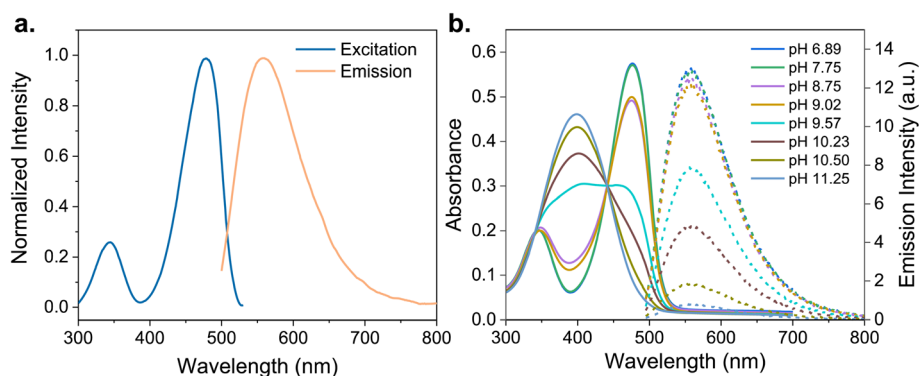 a.
Normalized Intensity
1.0
0.8
0.6
0.4
0.2
0.0
Excitation
Emission
300 400 500 600 700 800
Wavelength (nm)
b.
Absorbance
0.6
0.5
0.4
0.3
0.2
0.1
0.0
pH 6.89
pH 7.75
pH 8.75
pH 9.02
pH 9.57
pH 10.23
pH 10.50
pH 11.25
14
12
10
8
6
4
2
0
Emission Intensity (a.u.)
300 400 500 600 700 800
Wavelength (nm)